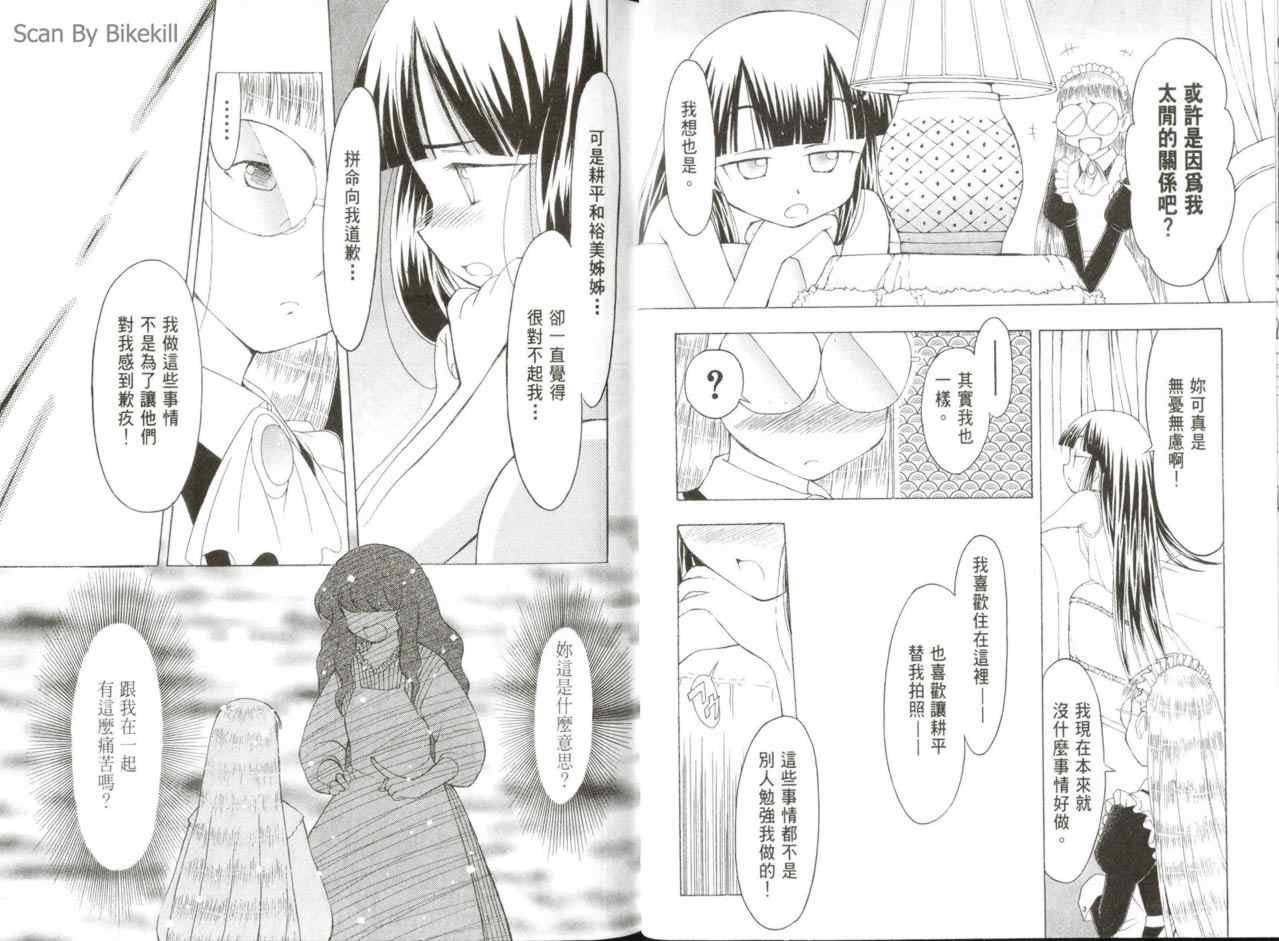 Scan By Bikekill
或許是因爲我
太閒的關係吧？
我想也是。
妳可真是
無憂無慮啊！
我現在本來就
沒什麼事情好做。
——
其實我也
一樣。
？
我喜歡住在這裡——
也喜歡讓耕平
替我拍照——
這些事情都不是
別人勉強我做的！
可是耕平和裕美姊姊…
卻一直覺得
很對不起我…
拼命向我道歉…
……
我做這些事情
不是為了讓他們
對我感到歉疚！
妳這是什麼意思？
跟我在一起
有這麼痛苦嗎？